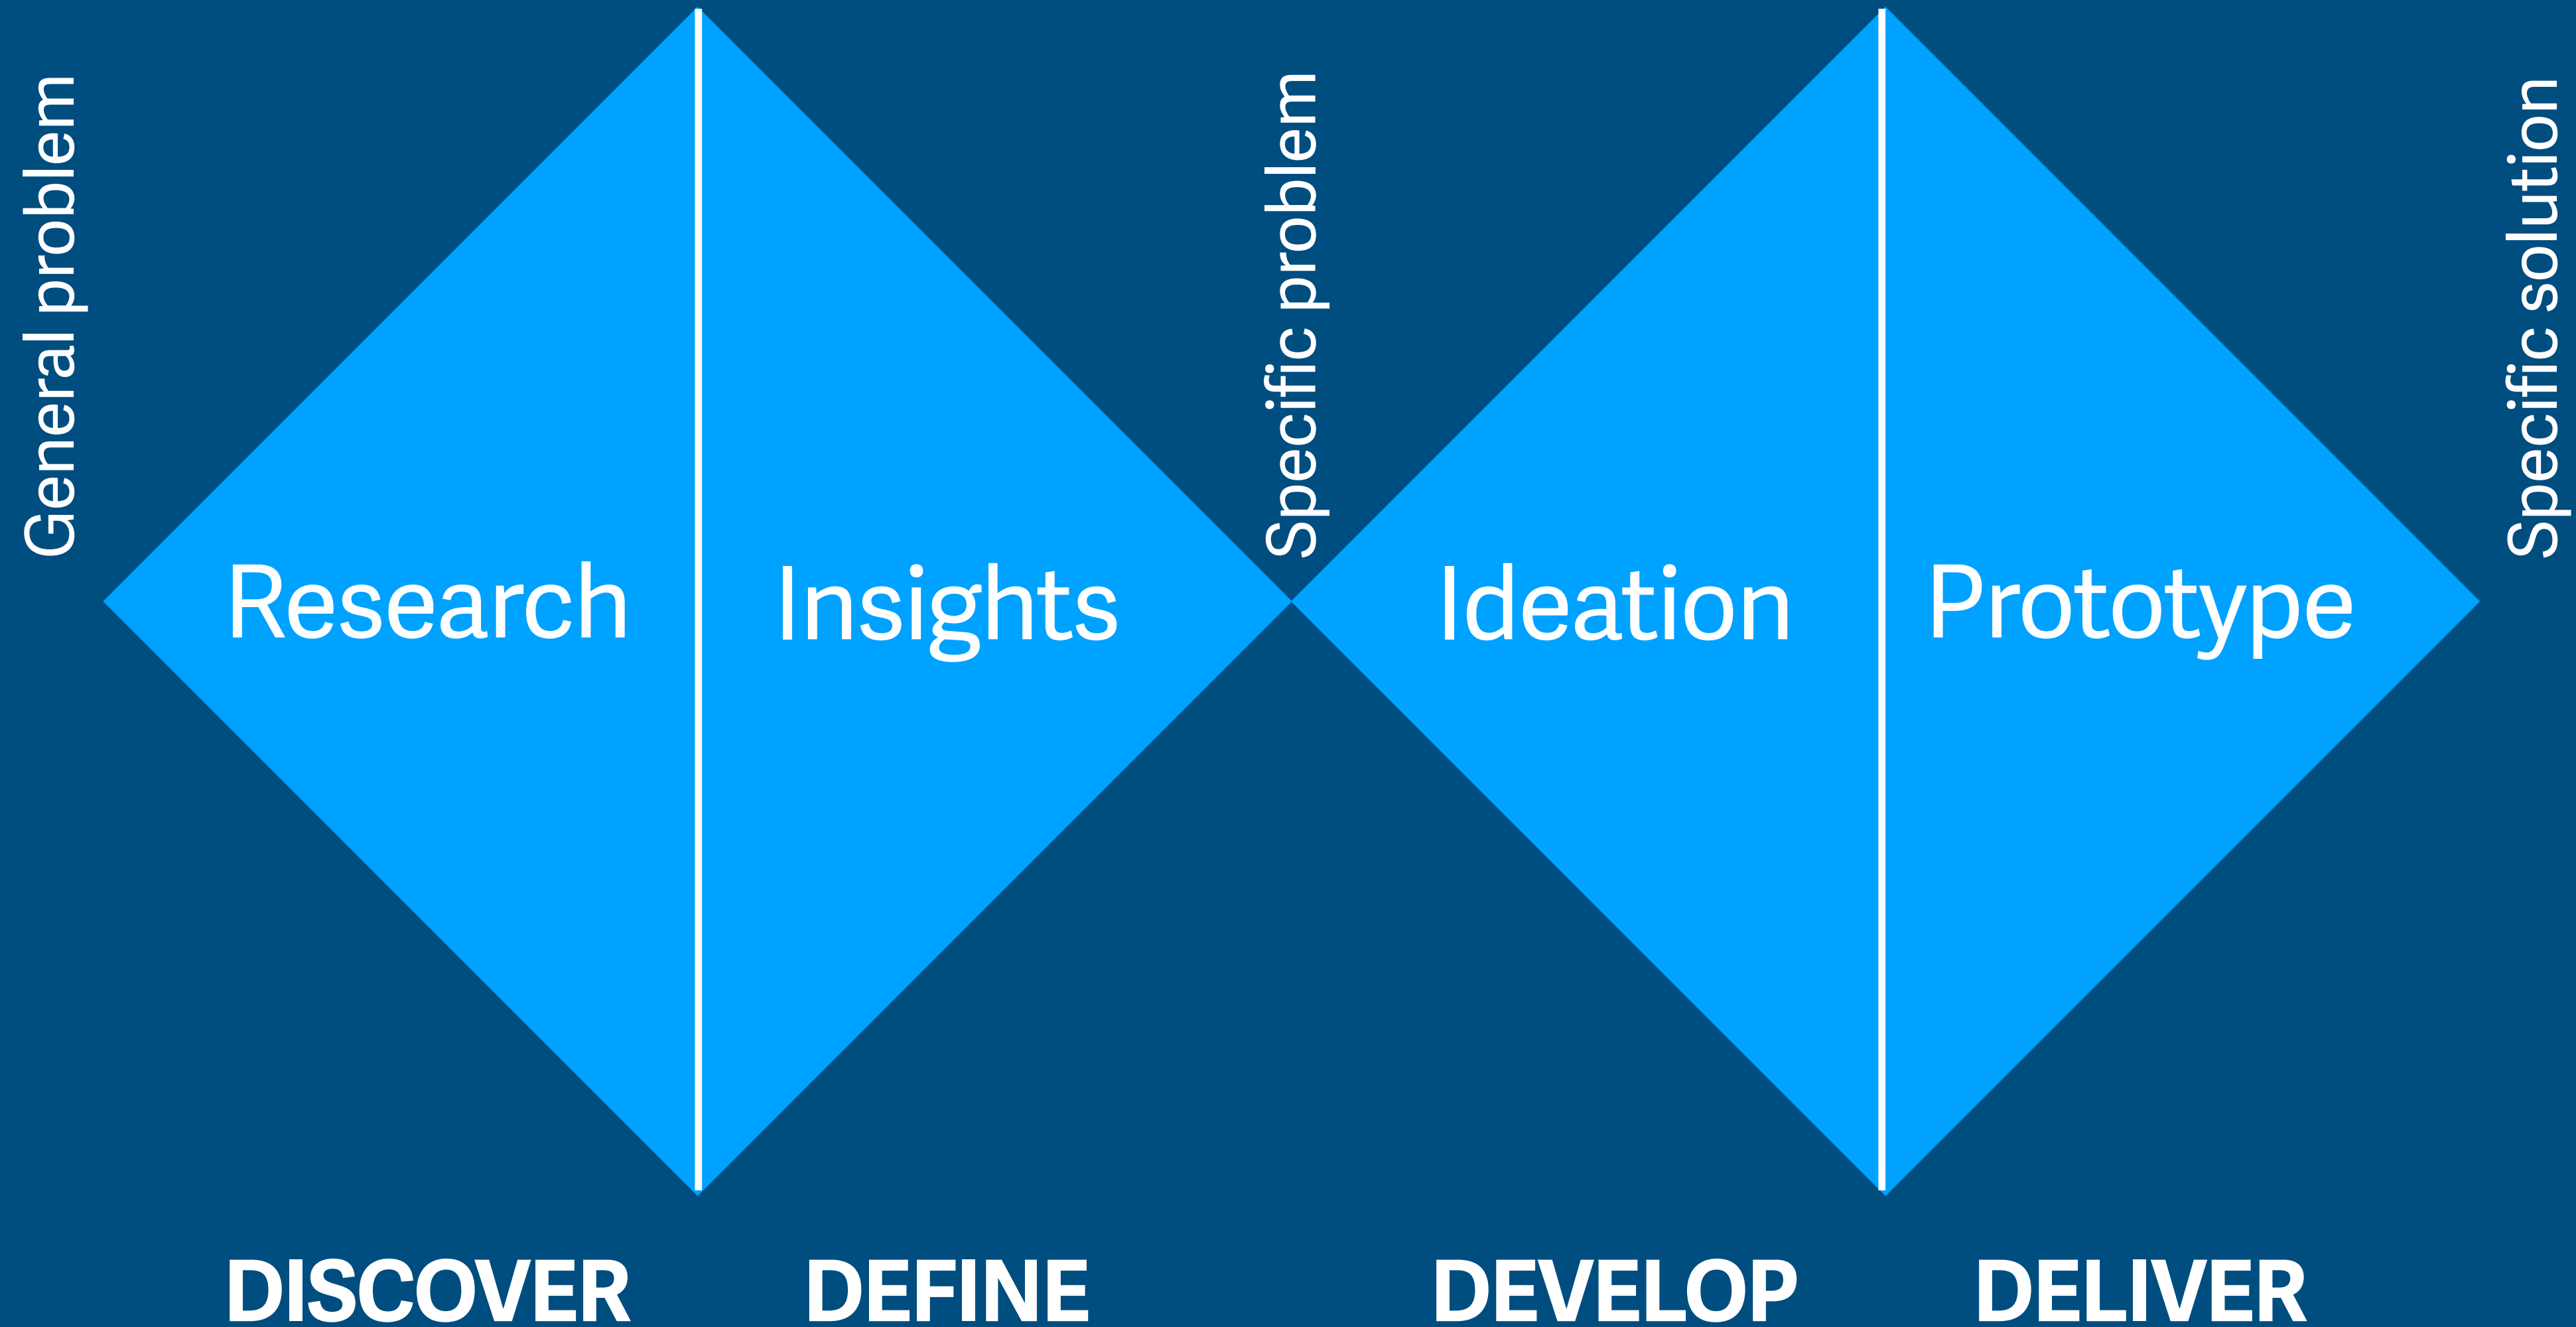 General problem
Specific problem
Specific solution
Research
Insights
Ideation
Prototype
DISCOVER
DEFINE
DEVELOP
DELIVER